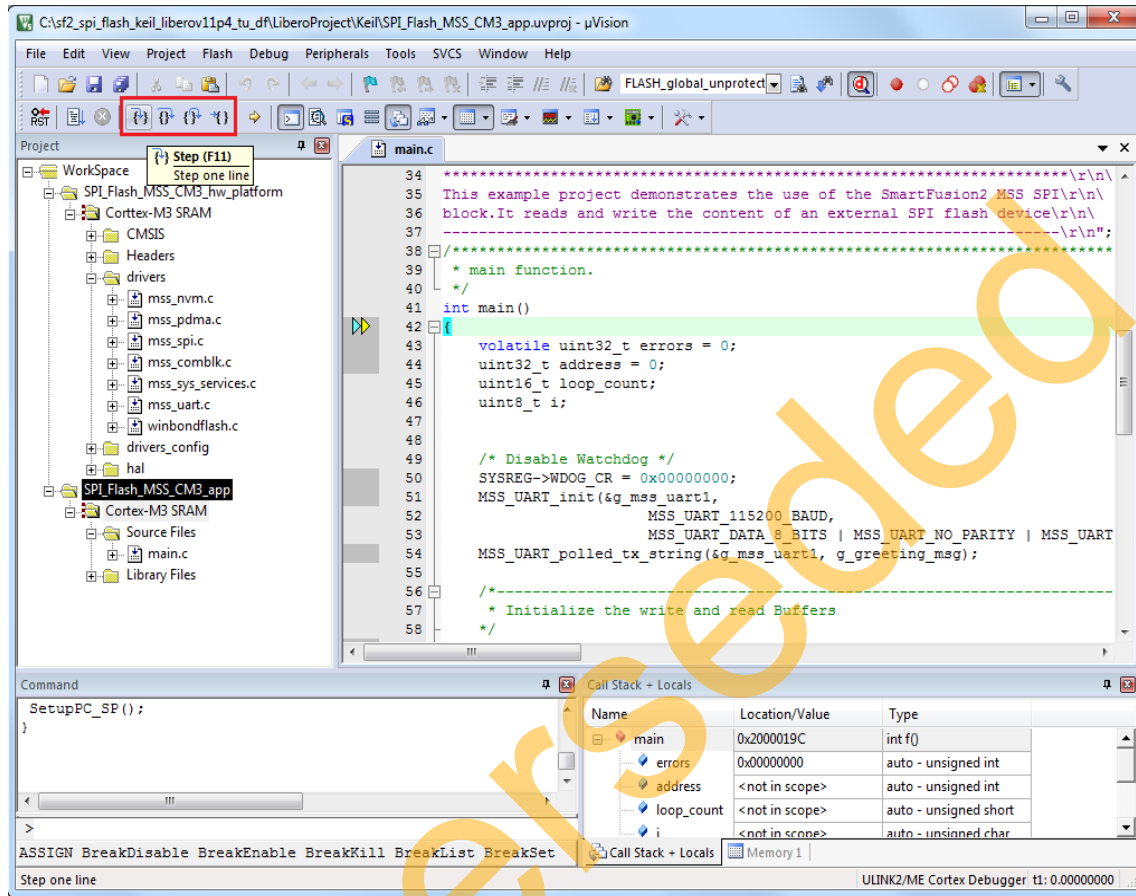 C:\sf2_spi_flash_keil_liberov11p4_tu_df\LiberoProject\Keil\SPI_Flash_MSS_CM3_app.uvproj - µVision
File Edit View Project Flash Debug Peripherals Tools SVCS Window Help
FLASH_global_unprotect
RST
Project
main.c
Step (F11)
Step one line
WorkSpace
SPI_Flash_MSS_CM3_hw_platform
Corttex-M3 SRAM
CMSIS
Headers
drivers
mss_nvm.c
mss_pdma.c
mss_spi.c
mss_comblk.c
mss_sys_services.c
mss_uart.c
winbondflash.c
drivers_config
hal
SPI_Flash_MSS_CM3_app
Cortex-M3 SRAM
Source Files
main.c
Library Files
34 ******************************************************************************\r\n\
35 This example project demonstrates the use of the SmartFusion2 MSS SPI\r\n\
36 block.It reads and write the content of an external SPI flash device\r\n\
37 -----------------------------------------------------------------------------\r\n";
38 /************************************************************************************
39 * main function.
40 */
41 int main()
42 {
43 volatile uint32_t errors = 0;
44 uint32_t address = 0;
45 uint16_t loop_count;
46 uint8_t i;
47
48
49 /* Disable Watchdog */
50 SYSREG->WDOG_CR = 0x00000000;
51 MSS_UART_init(&g_mss_uart1,
52 MSS_UART_115200_BAUD,
53 MSS_UART_DATA_8_BITS | MSS_UART_NO_PARITY | MSS_UART
54 MSS_UART_polled_tx_string(&g_mss_uart1, g_greeting_msg);
55
56 /*------------------------------------------------------------------------------
57 * Initialize the write and read Buffers
58 */
Command
SetupPC_SP();
}
>
ASSIGN BreakDisable BreakEnable BreakKill BreakList BreakSet
Call Stack + Locals
Name Location/Value Type
main 0x2000019C int f()
errors 0x00000000 auto - unsigned int
address <not in scope> auto - unsigned int
loop_count <not in scope> auto - unsigned short
i <not in scope> auto - unsigned char
Call Stack + Locals Memory 1
Step one line
ULINK2/ME Cortex Debugger t1: 0.00000000
erseded